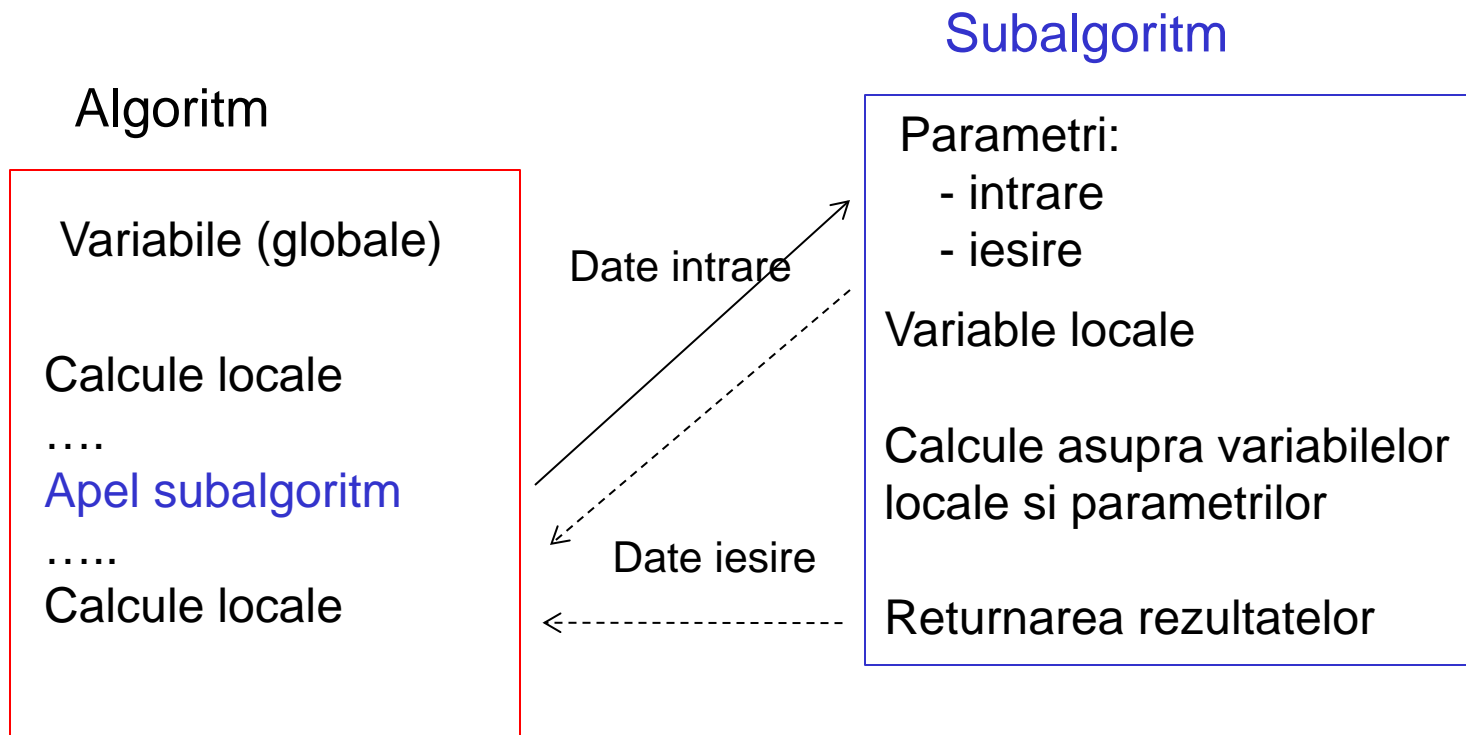 Subalgoritm
Algoritm
Variabile (globale)
Calcule locale
….
Apel subalgoritm
…..
Calcule locale
Date intrare
Date iesire
Parametri:
- intrare
- iesire
Variable locale
Calcule asupra variabilelor
locale si parametrilor
Returnarea rezultatelor